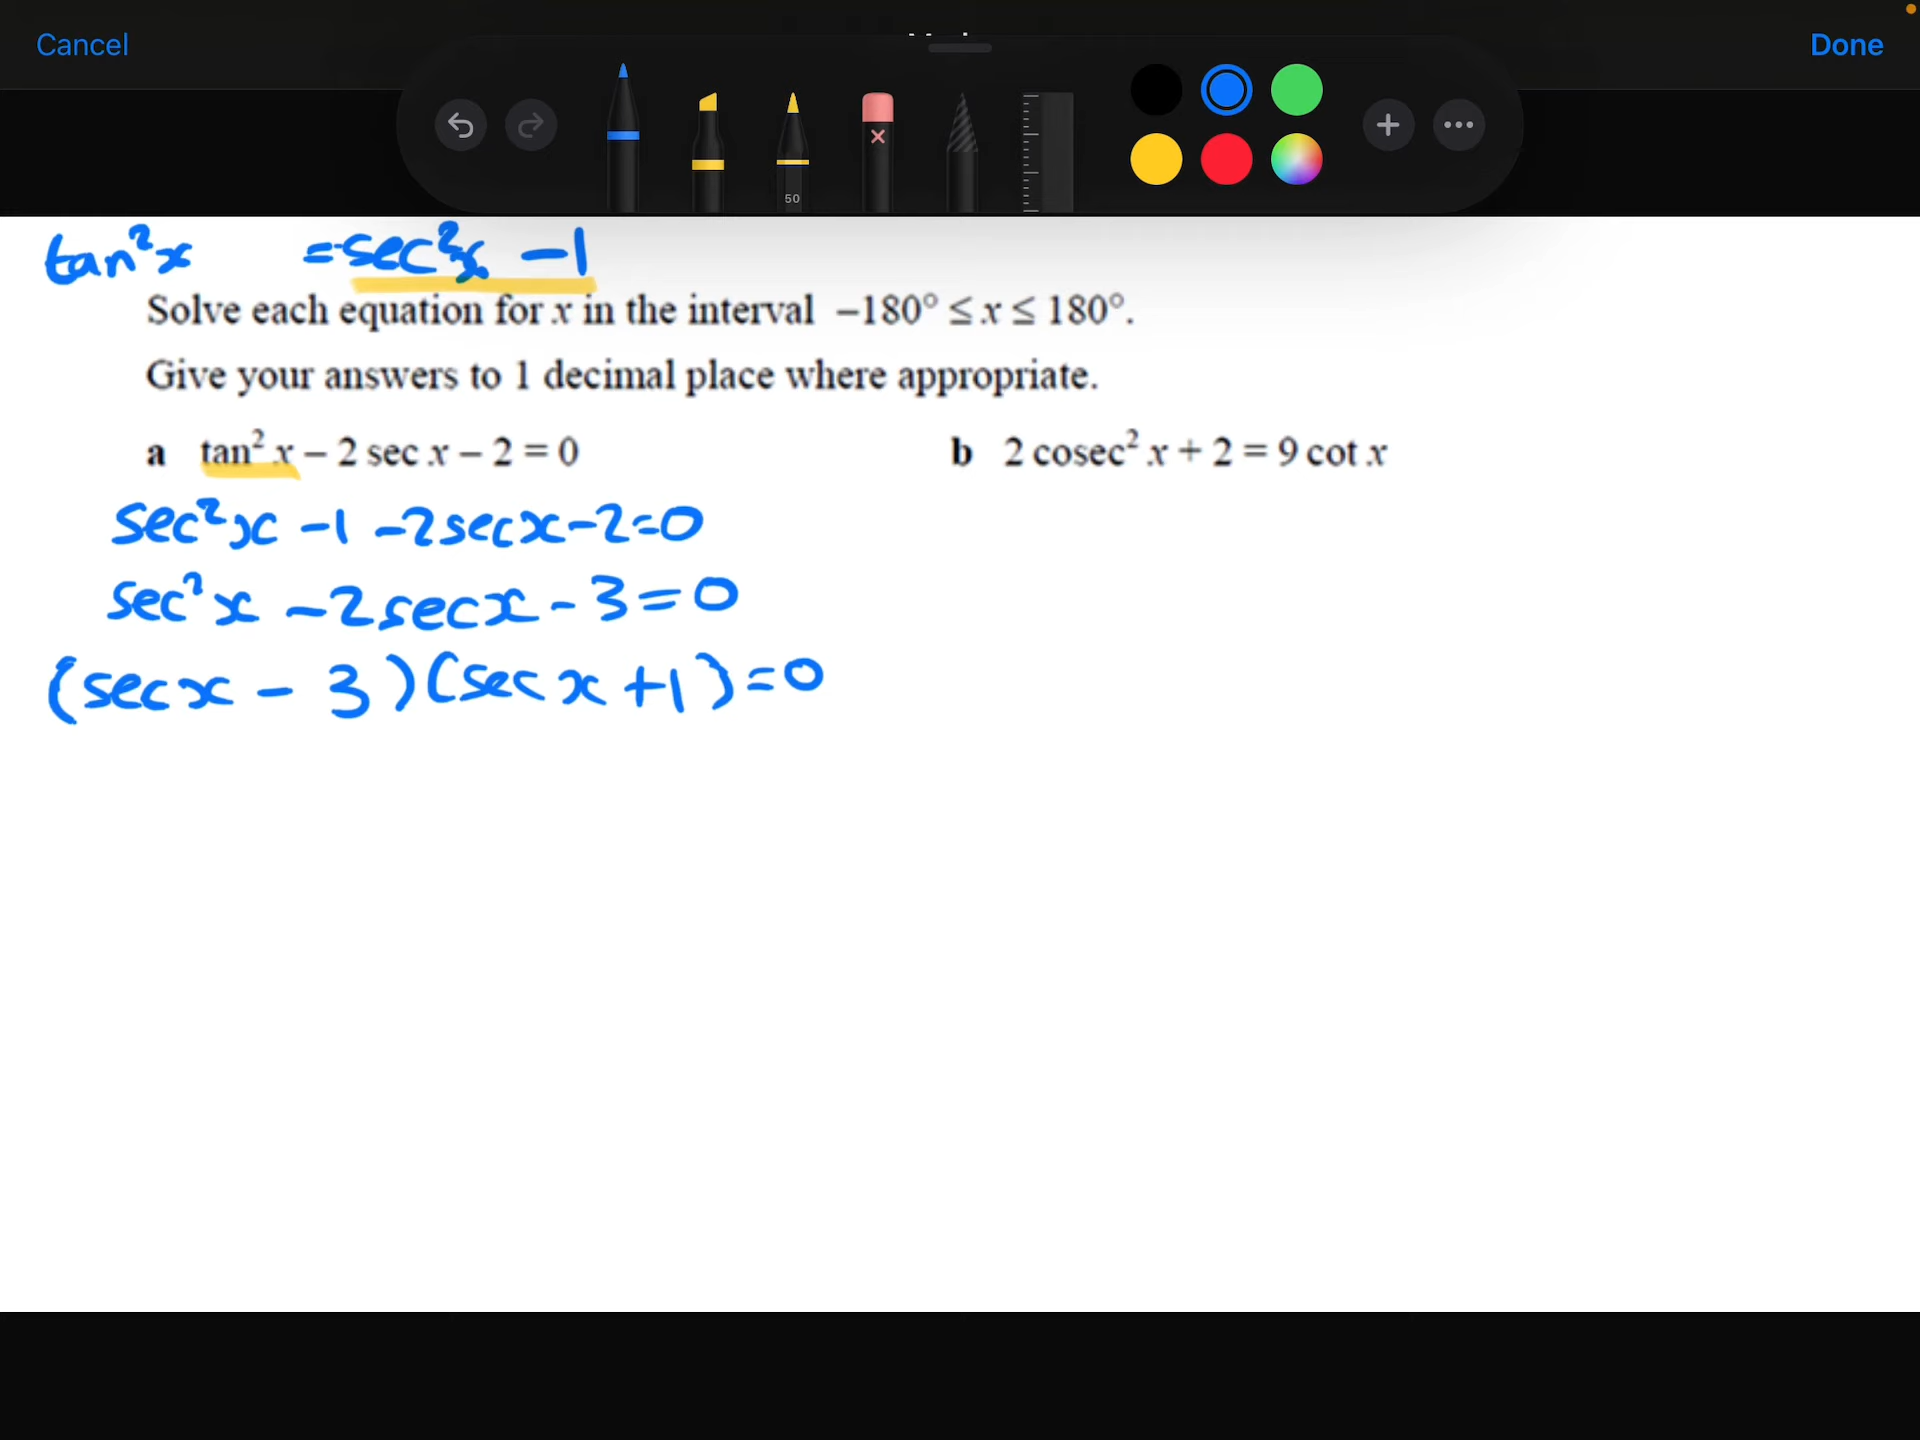 Cancel
Done
50
tan²x =sec²x -1
Solve each equation for x in the interval −180° ≤ x ≤ 180°.
Give your answers to 1 decimal place where appropriate.
a tan² x − 2 sec x − 2 = 0
b 2 cosec² x + 2 = 9 cot x
sec²x -1 -2secx-2=0
sec²x -2secx-3=0
(secx - 3)(secx+1)=0